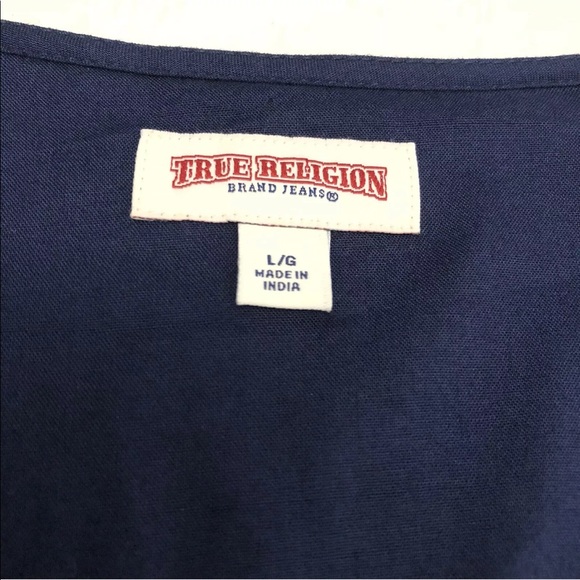 TRUE RELIGION
BRAND JEANS®
L/G
MADE IN
INDIA